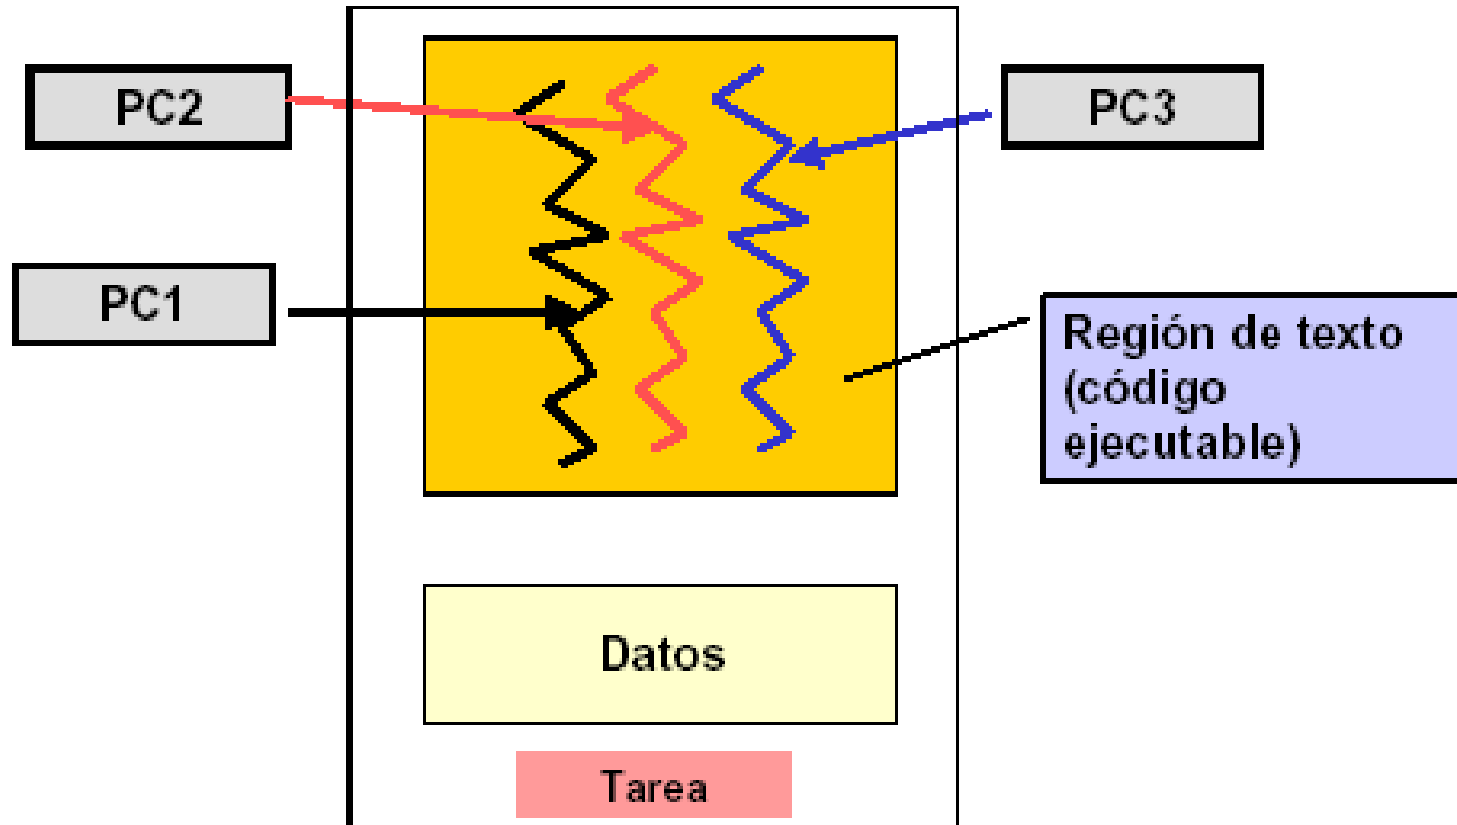 PC2
PC3
PC1
Región de texto
(código
ejecutable)
Datos
Tarea